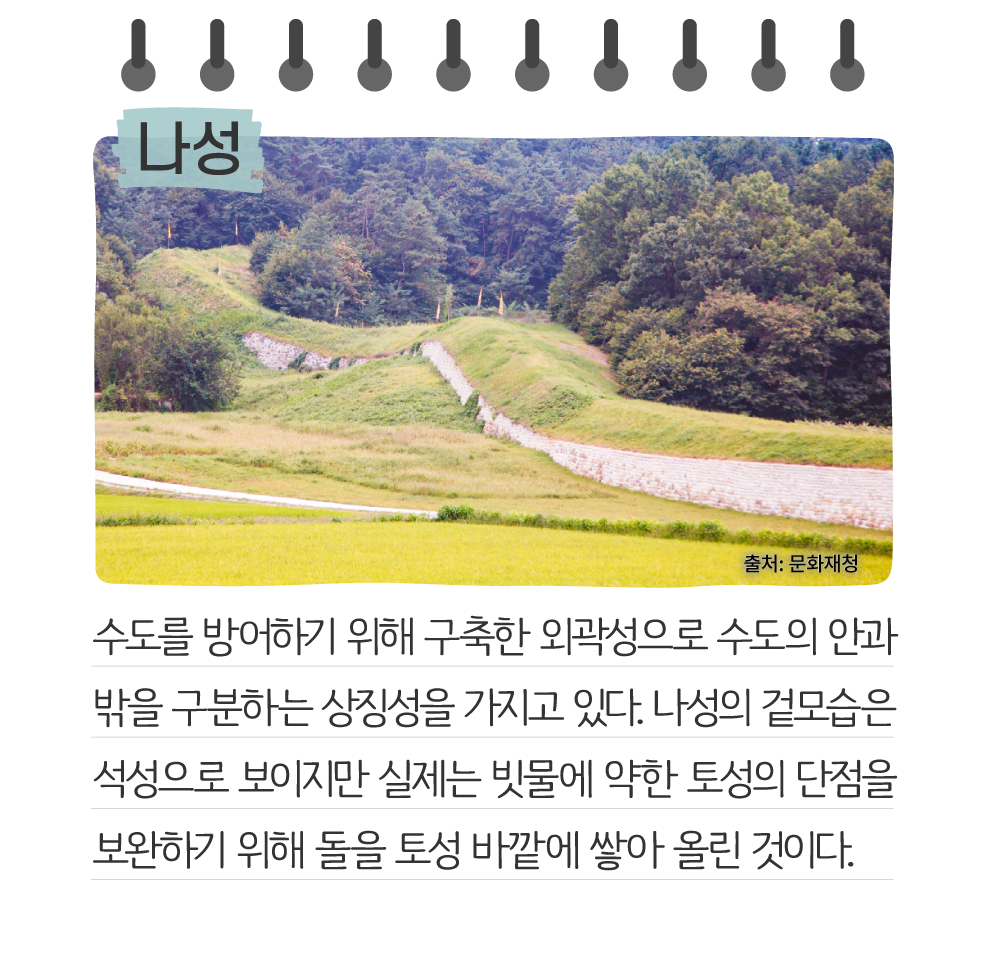 나성
출처: 문화재청
수도를 방어하기 위해 구축한 외곽성으로 수도의 안과
밖을 구분하는 상징성을 가지고 있다. 나성의 겉모습은
석성으로 보이지만 실제는 빗물에 약한 토성의 단점을
보완하기 위해 돌을 토성 바깥에 쌓아 올린 것이다.